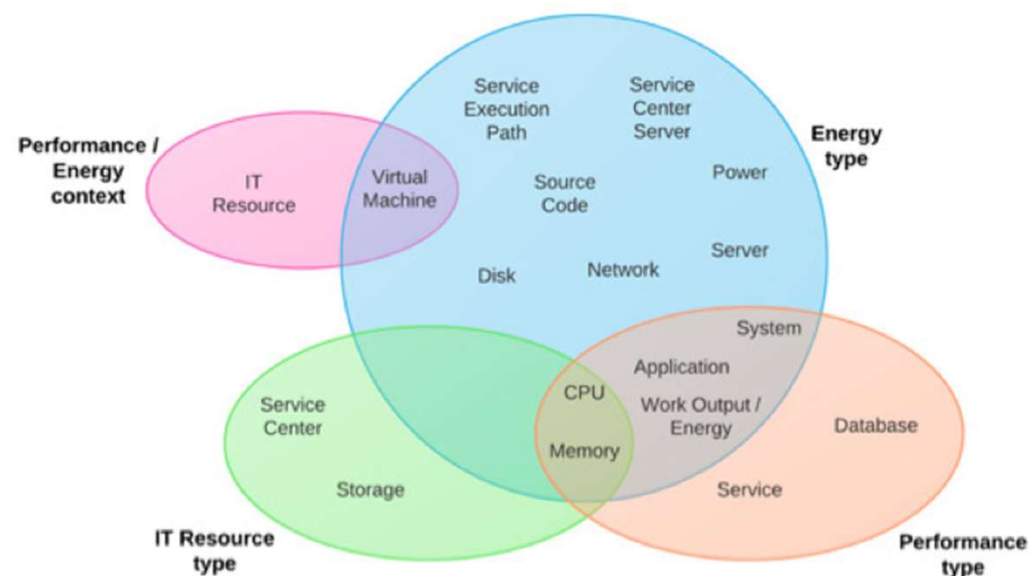 Performance /
Energy
context
IT
Resource
Virtual
Machine
Service
Execution
Path
Service
Center
Server
Energy
type
Power
Source
Code
Server
Disk
Network
System
Application
CPU
Work Output /
Energy
Memory
Database
Service
Service
Center
Storage
IT Resource
type
Performance
type